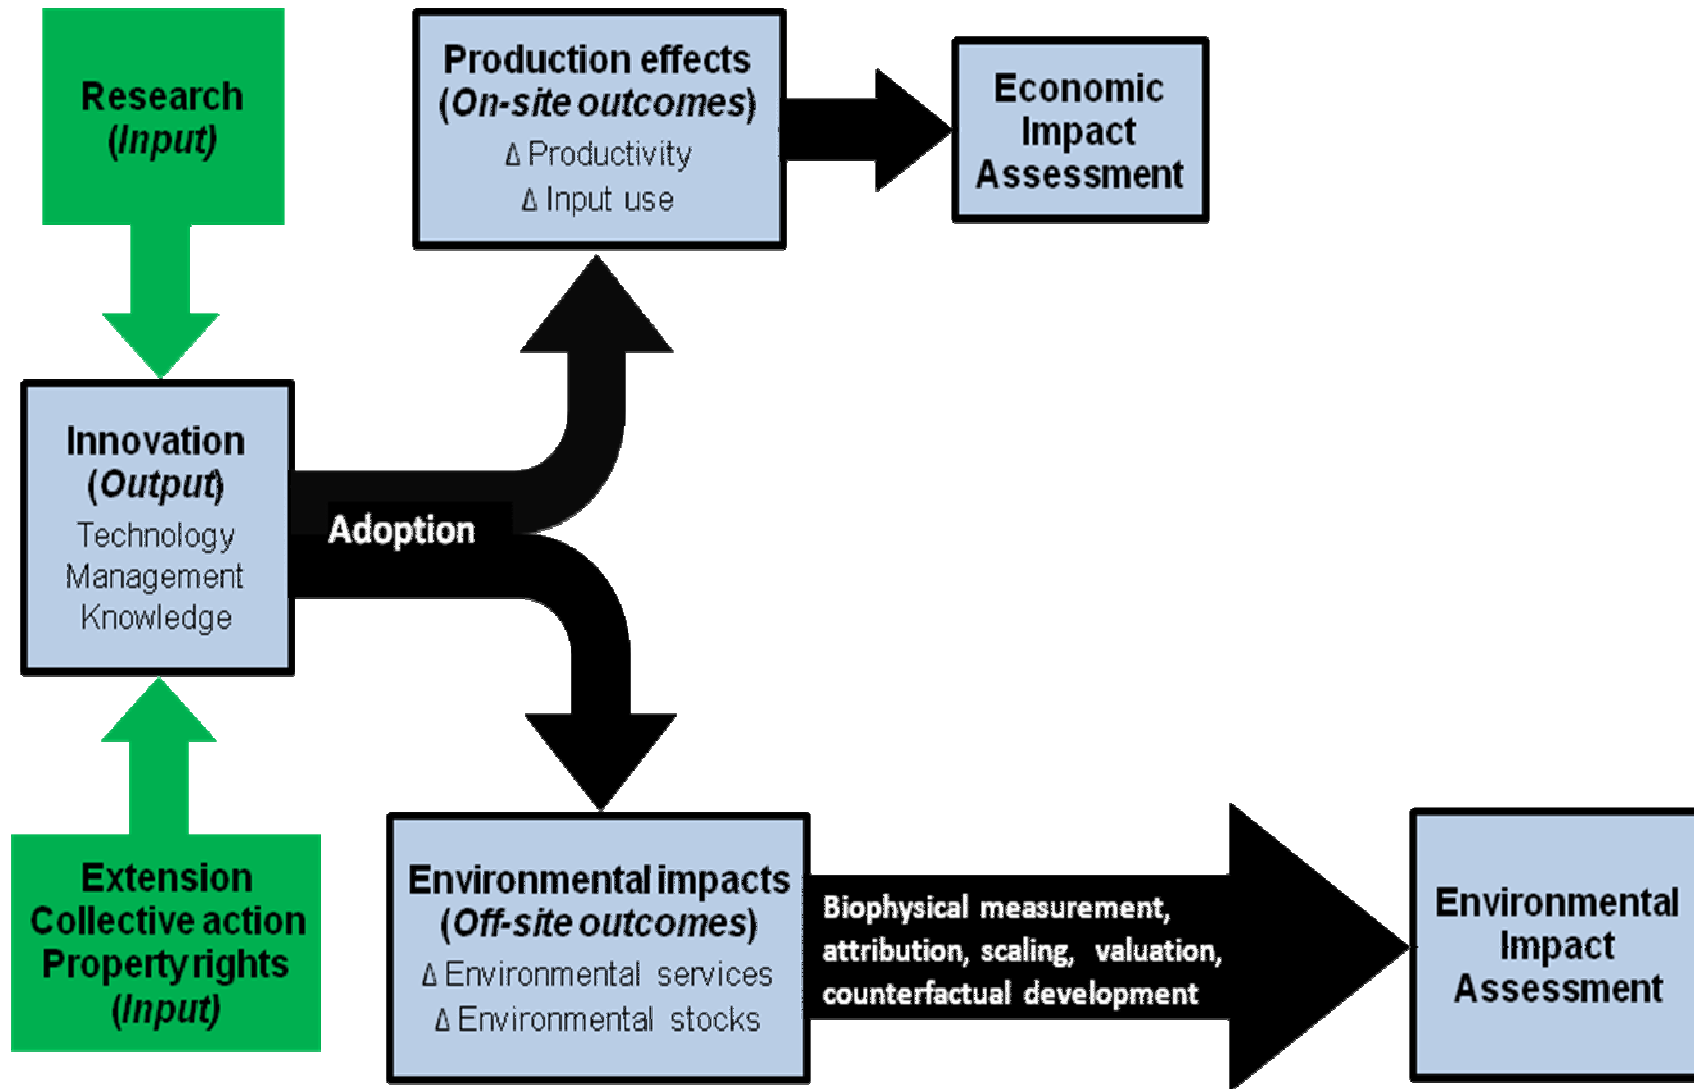 Research
(Input)
Production effects
(On-site outcomes)
Δ Productivity
Δ Input use
Economic
Impact
Assessment
Innovation
(Output)
Technology
Management
Knowledge
Adoption
Extension
Collective action
Property rights
(Input)
Environmental impacts
(Off-site outcomes)
Δ Environmental services
Δ Environmental stocks
Biophysical measurement,
attribution, scaling, valuation,
counterfactual development
Environmental
Impact
Assessment